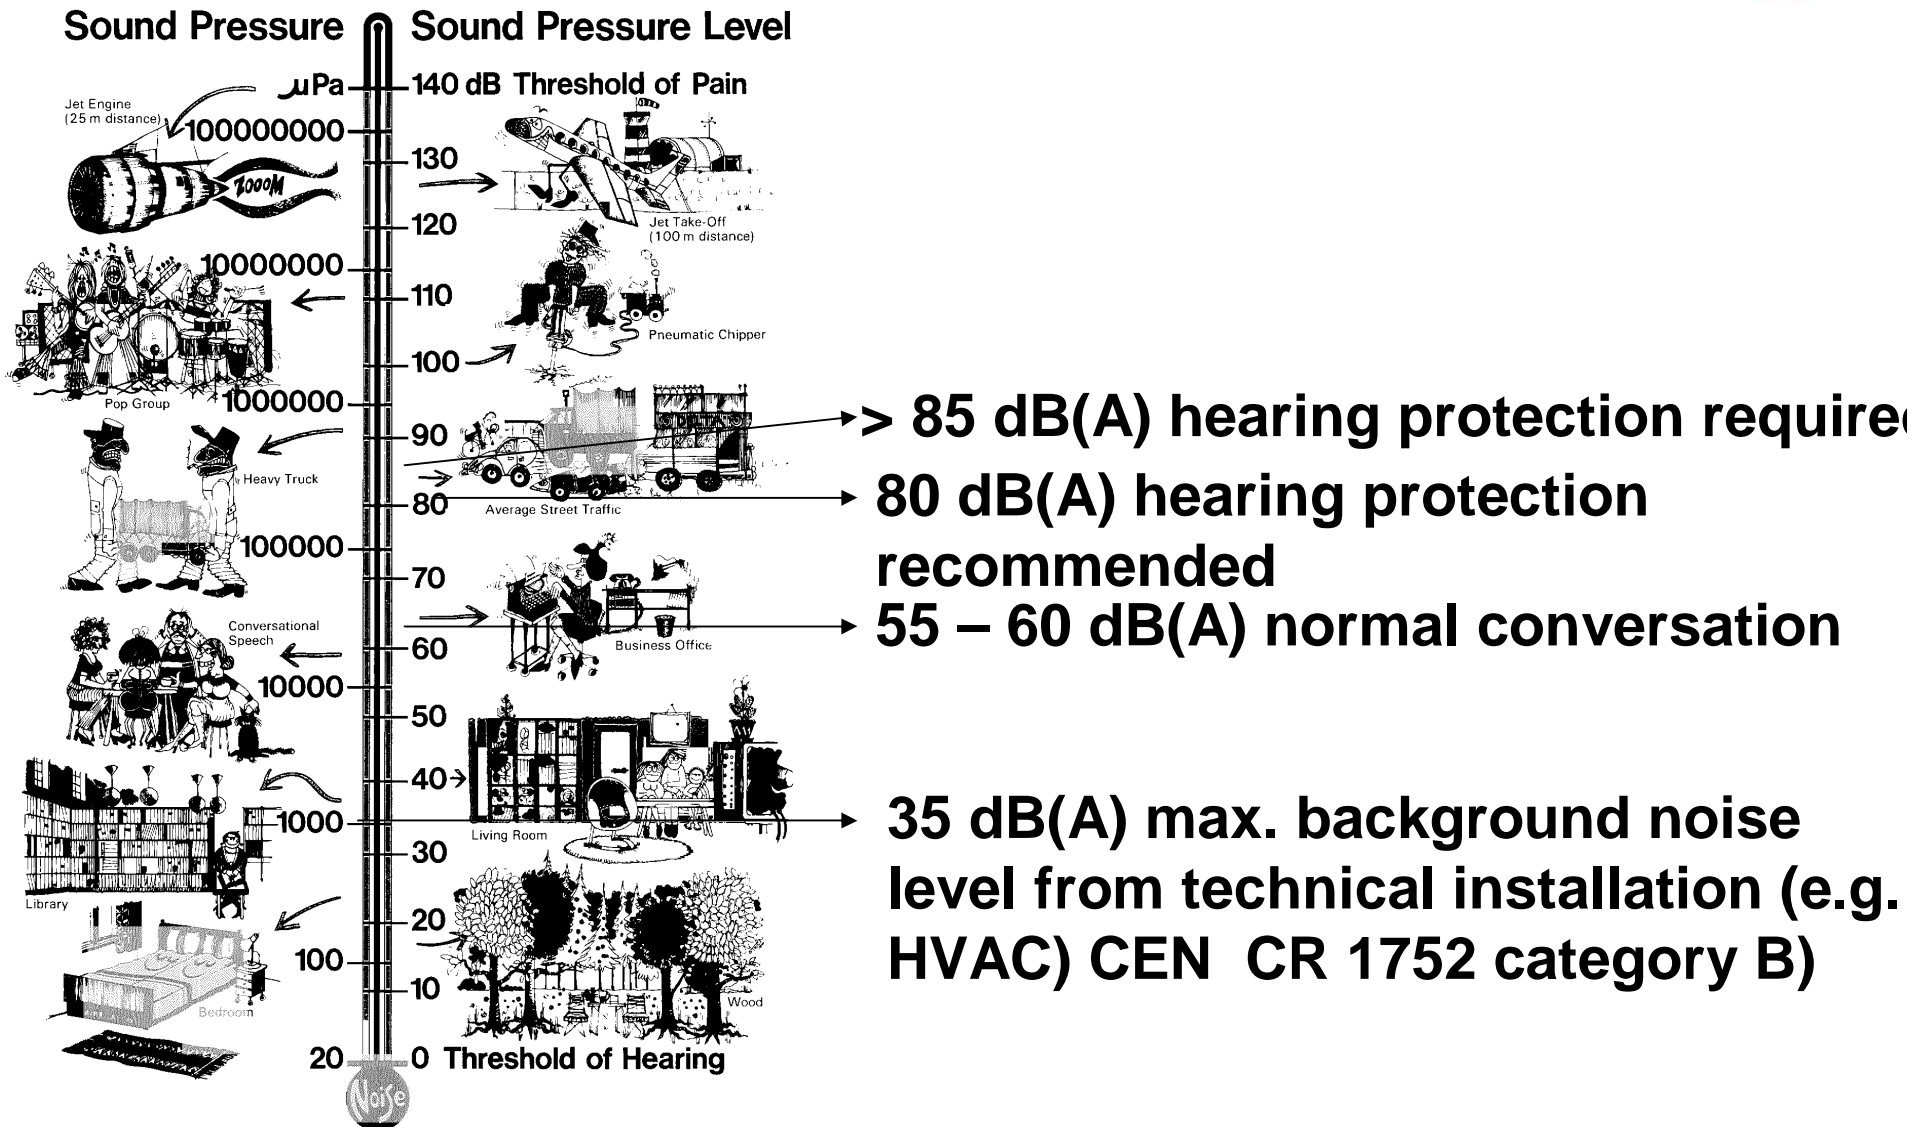 Sound Pressure
Sound Pressure Level
µPa
140 dB Threshold of Pain
Jet Engine
(25 m distance)
100000000
ZOOOM
130
Jet Take-Off
(100 m distance)
120
10000000
110
Pneumatic Chipper
100
Pop Group
1000000
90
> 85 dB(A) hearing protection require
Heavy Truck
80
Average Street Traffic
80 dB(A) hearing protection
recommended
100000
70
Conversational
Speech
60
Business Office
55 – 60 dB(A) normal conversation
10000
50
40
1000
Living Room
30
35 dB(A) max. background noise
level from technical installation (e.g.
HVAC) CEN CR 1752 category B)
Library
20
100
10
Bedroom
Wood
20
0 Threshold of Hearing
Noise